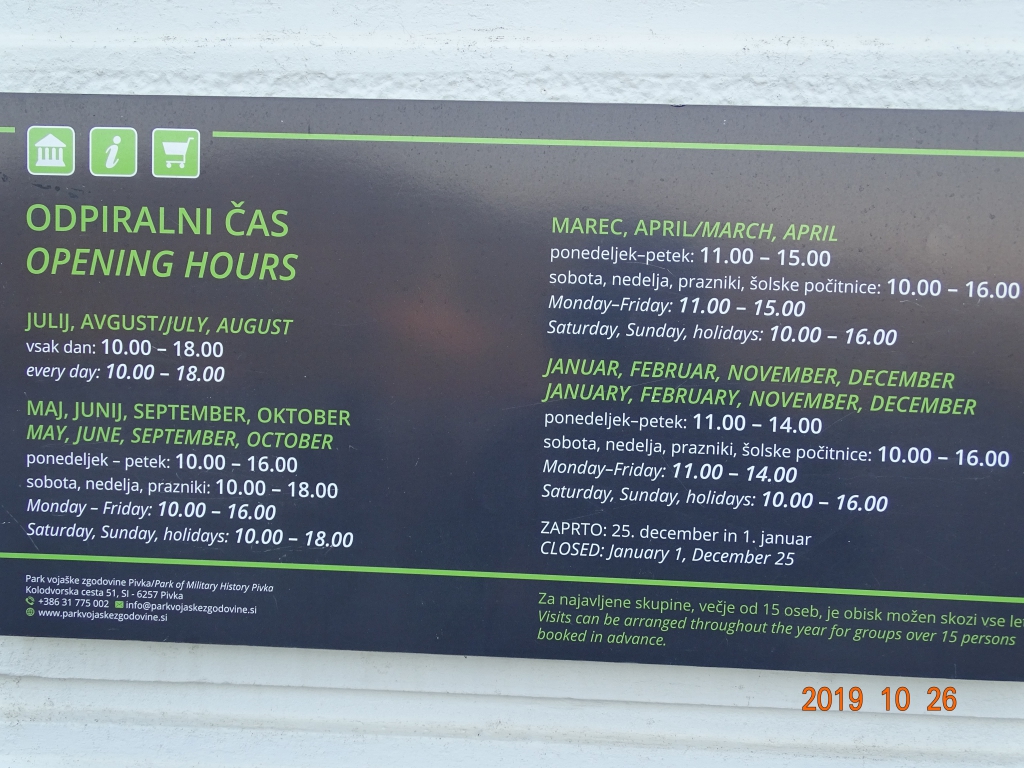 ODPIRALNI ČAS
OPENING HOURS
JULIJ, AVGUST/JULY, AUGUST
vsak dan: 10.00 – 18.00
every day: 10.00 – 18.00
MAJ, JUNIJ, SEPTEMBER, OKTOBER
MAY, JUNE, SEPTEMBER, OCTOBER
ponedeljek – petek: 10.00 – 16.00
sobota, nedelja, prazniki: 10.00 – 18.00
Monday – Friday: 10.00 – 16.00
Saturday, Sunday, holidays: 10.00 – 18.00
MAREC, APRIL/MARCH, APRIL
ponedeljek–petek: 11.00 – 15.00
sobota, nedelja, prazniki, šolske počitnice: 10.00 – 16.00
Monday–Friday: 11.00 – 15.00
Saturday, Sunday, holidays: 10.00 – 16.00
JANUAR, FEBRUAR, NOVEMBER, DECEMBER
JANUARY, FEBRUARY, NOVEMBER, DECEMBER
ponedeljek–petek: 11.00 – 14.00
sobota, nedelja, prazniki, šolske počitnice: 10.00 – 16.00
Monday–Friday: 11.00 – 14.00
Saturday, Sunday, holidays: 10.00 – 16.00
ZAPRTO: 25. december in 1. januar
CLOSED: January 1, December 25
Park vojaške zgodovine Pivka/Park of Military History Pivka
Kolodvorska cesta 51, SI - 6257 Pivka
+386 31 775 002 info@parkvojaskezgodovine.si
www.parkvojaskezgodovine.si
Za najavljene skupine, večje od 15 oseb, je obisk možen skozi vse let
Visits can be arranged throughout the year for groups over 15 persons
booked in advance.
2019 10 26